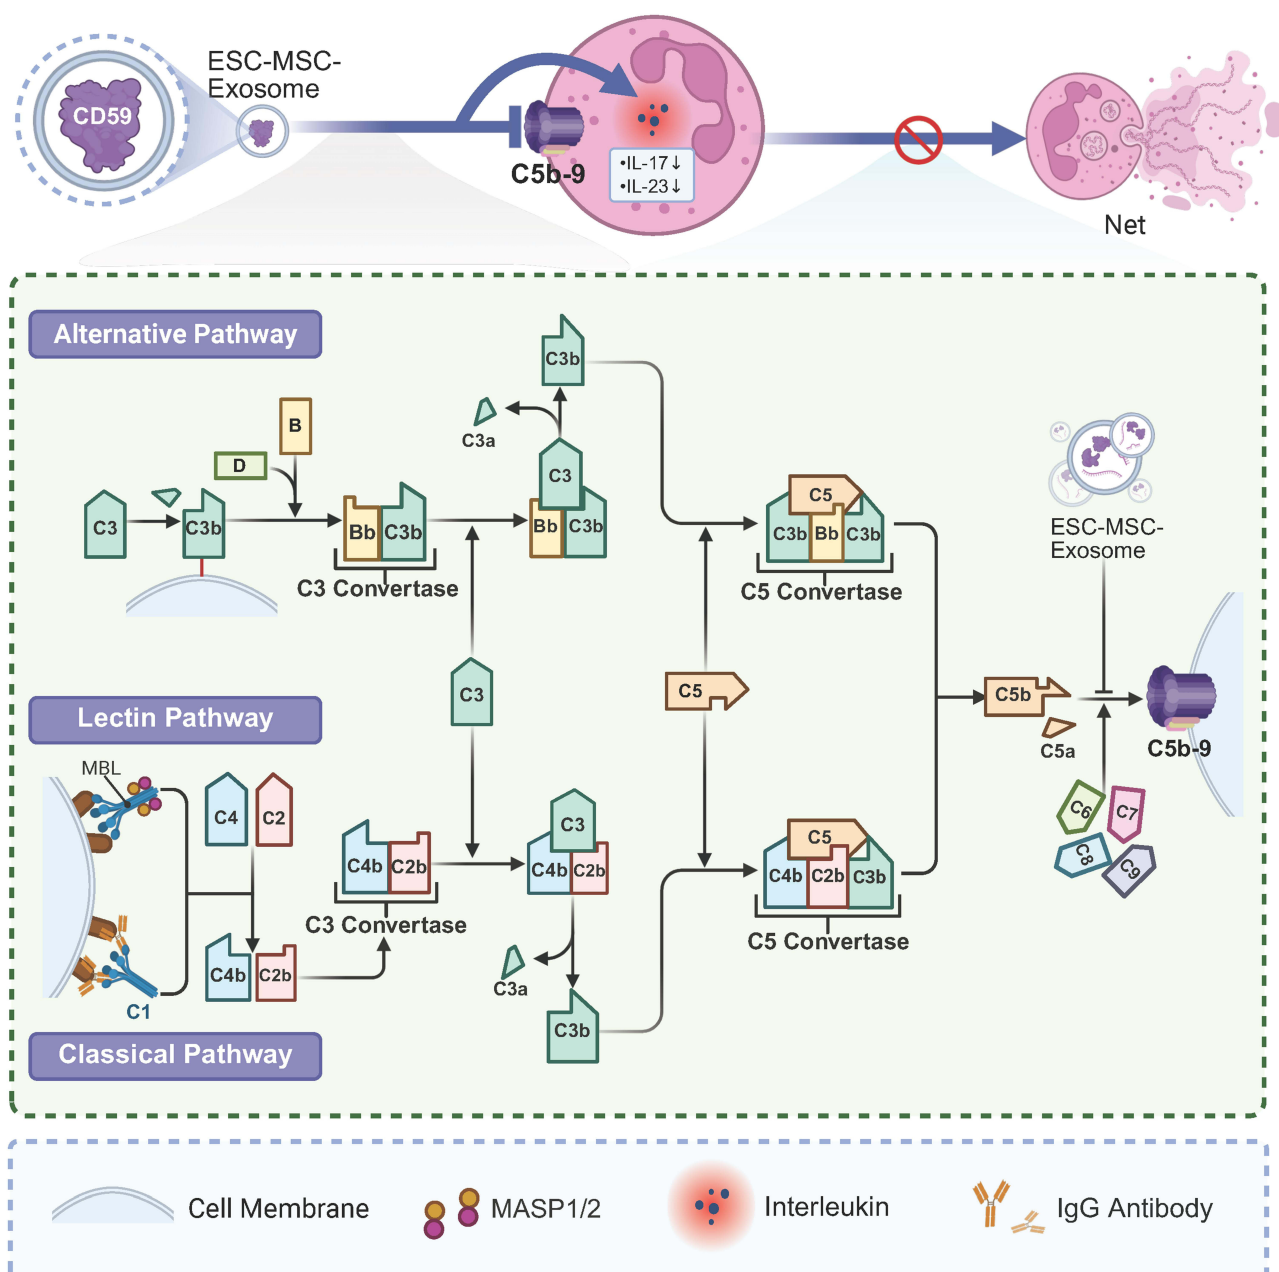 CD59
ESC-MSC-
Exosome
C5b-9
•IL-17↓
•IL-23↓
Net
Alternative Pathway
C3
C3b
D
B
Bb
C3b
C3 Convertase
C3a
C3b
C3
Bb
C3b
C5
C3b
Bb
C3b
C5 Convertase
C3
C5
ESC-MSC-
Exosome
C5b
C5a
C5b-9
C6
C7
C8
C9
Lectin Pathway
MBL
C4
C2
C4b
C2b
C1
C4b
C2b
C3 Convertase
C3
C4b
C2b
C3a
C3b
C5
C4b
C2b
C3b
C5 Convertase
Classical Pathway
Cell Membrane
MASP1/2
Interleukin
IgG Antibody